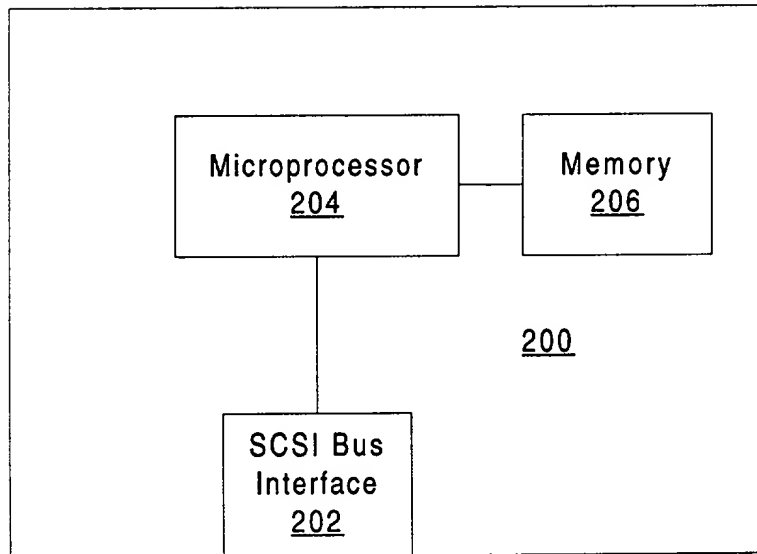 Microprocessor
204
Memory
206
200
SCSI Bus
Interface
202